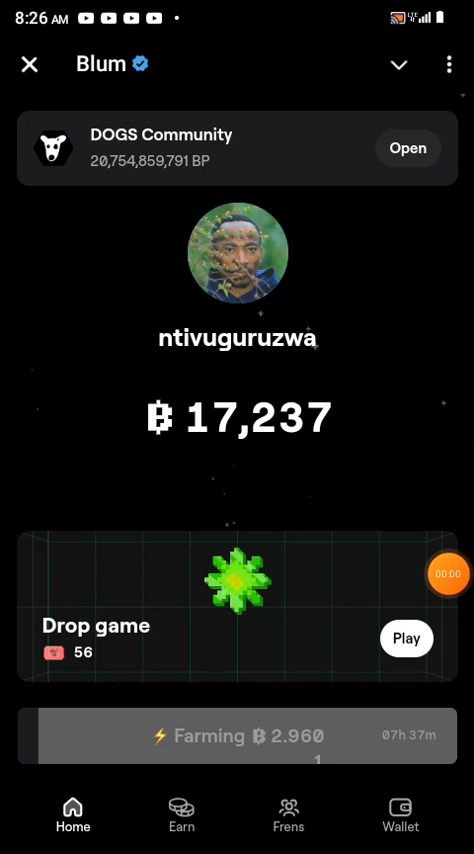 8:26 AM
LTE
Blum
DOGS Community
20,754,859,791 BP
Open
ntivuguruzwa
17,237
Drop game
56
Play
00:00
Farming 2.960
1
07h 37m
Home
Earn
Frens
Wallet